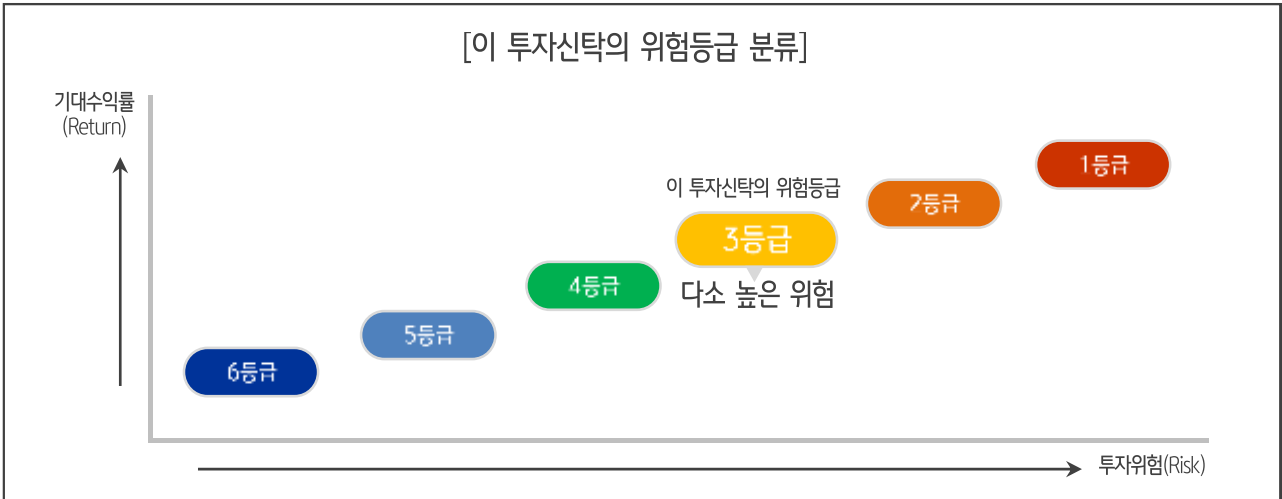 [이 투자신탁의 위험등급 분류]
기대수익률
(Return)
1등급
이 투자신탁의 위험등급
2등급
3등급
다소 높은 위험
4등급
5등급
6등급
투자위험(Risk)